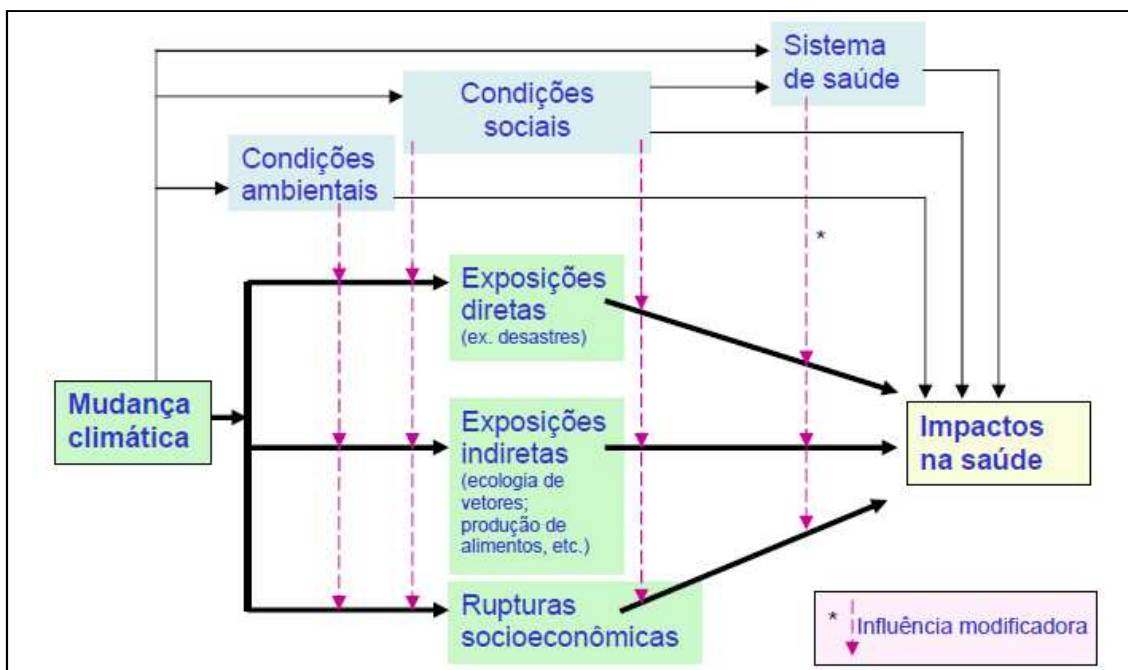 Sistema
de saúde
Condições
sociais
Condições
ambientais
*
Exposições
diretas
(ex. desastres)
Mudança
climática
Exposições
indiretas
(ecologia de
vetores;
produção de
alimentos, etc.)
Impactos
na saúde
Rupturas
socioeconômicas
* Influência modificadora